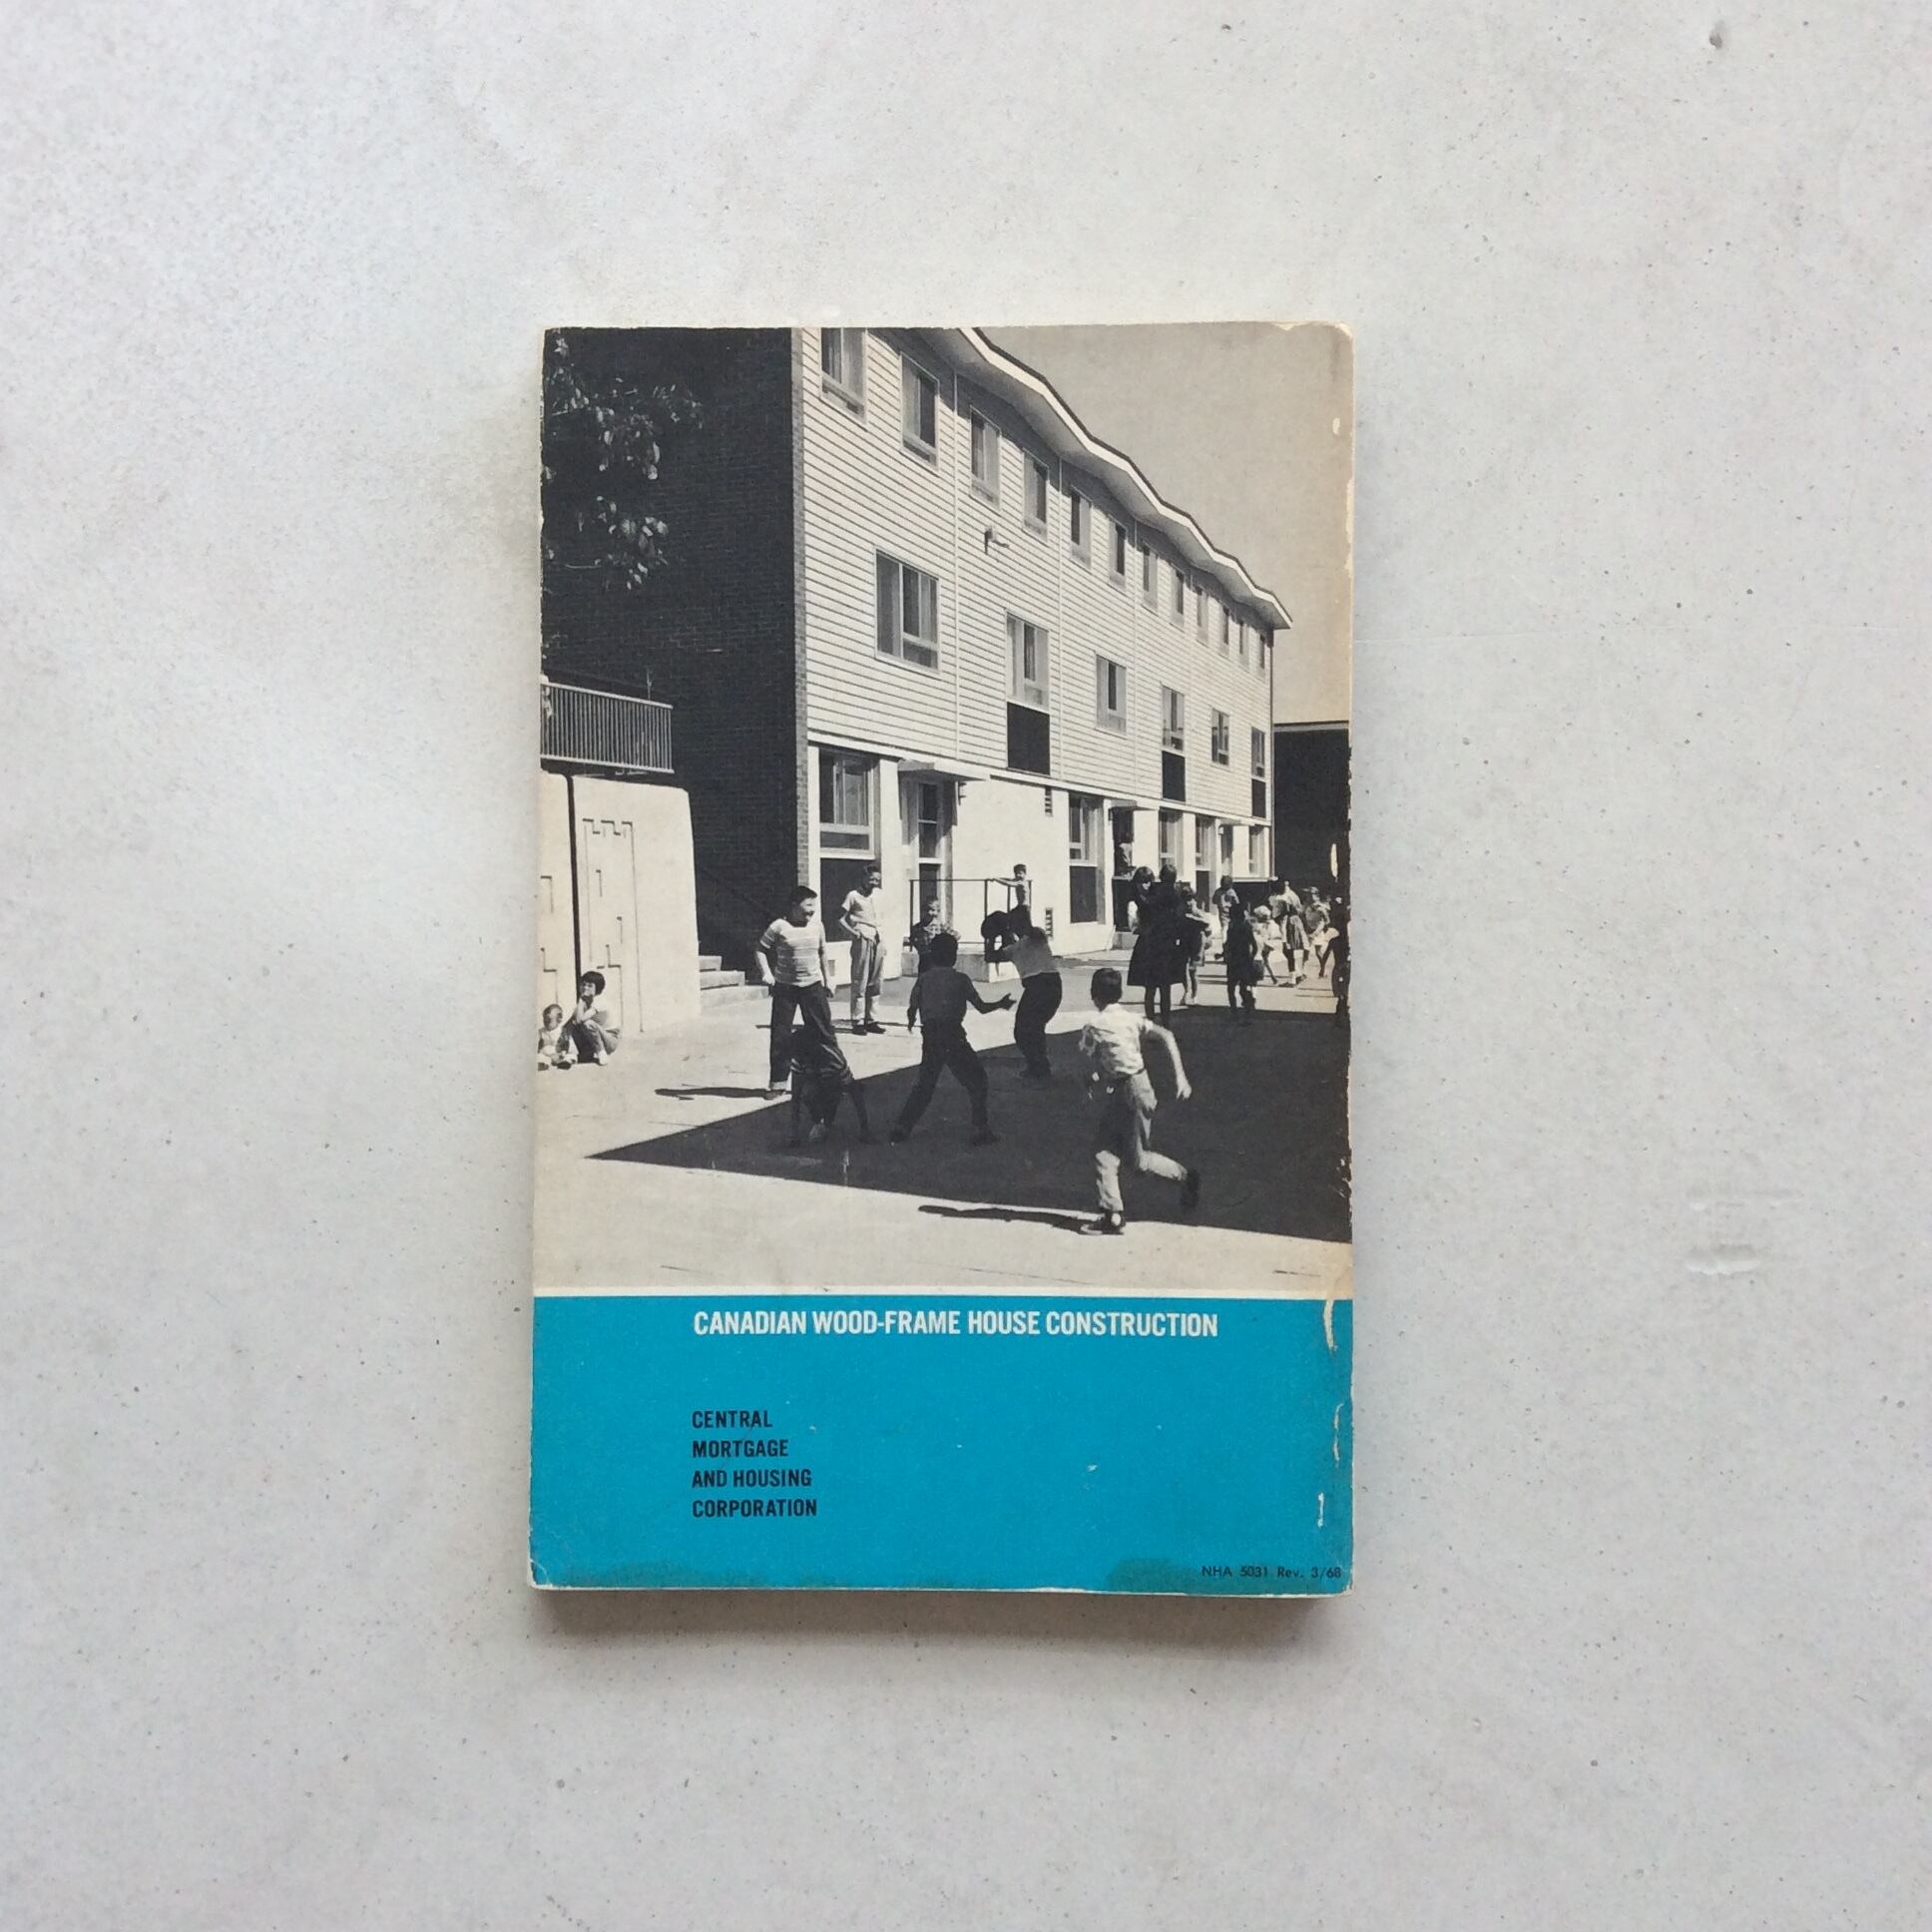 CANADIAN WOOD-FRAME HOUSE CONSTRUCTION
CENTRAL
MORTGAGE
AND HOUSING
CORPORATION
NHA 5031 Rev. 3/68